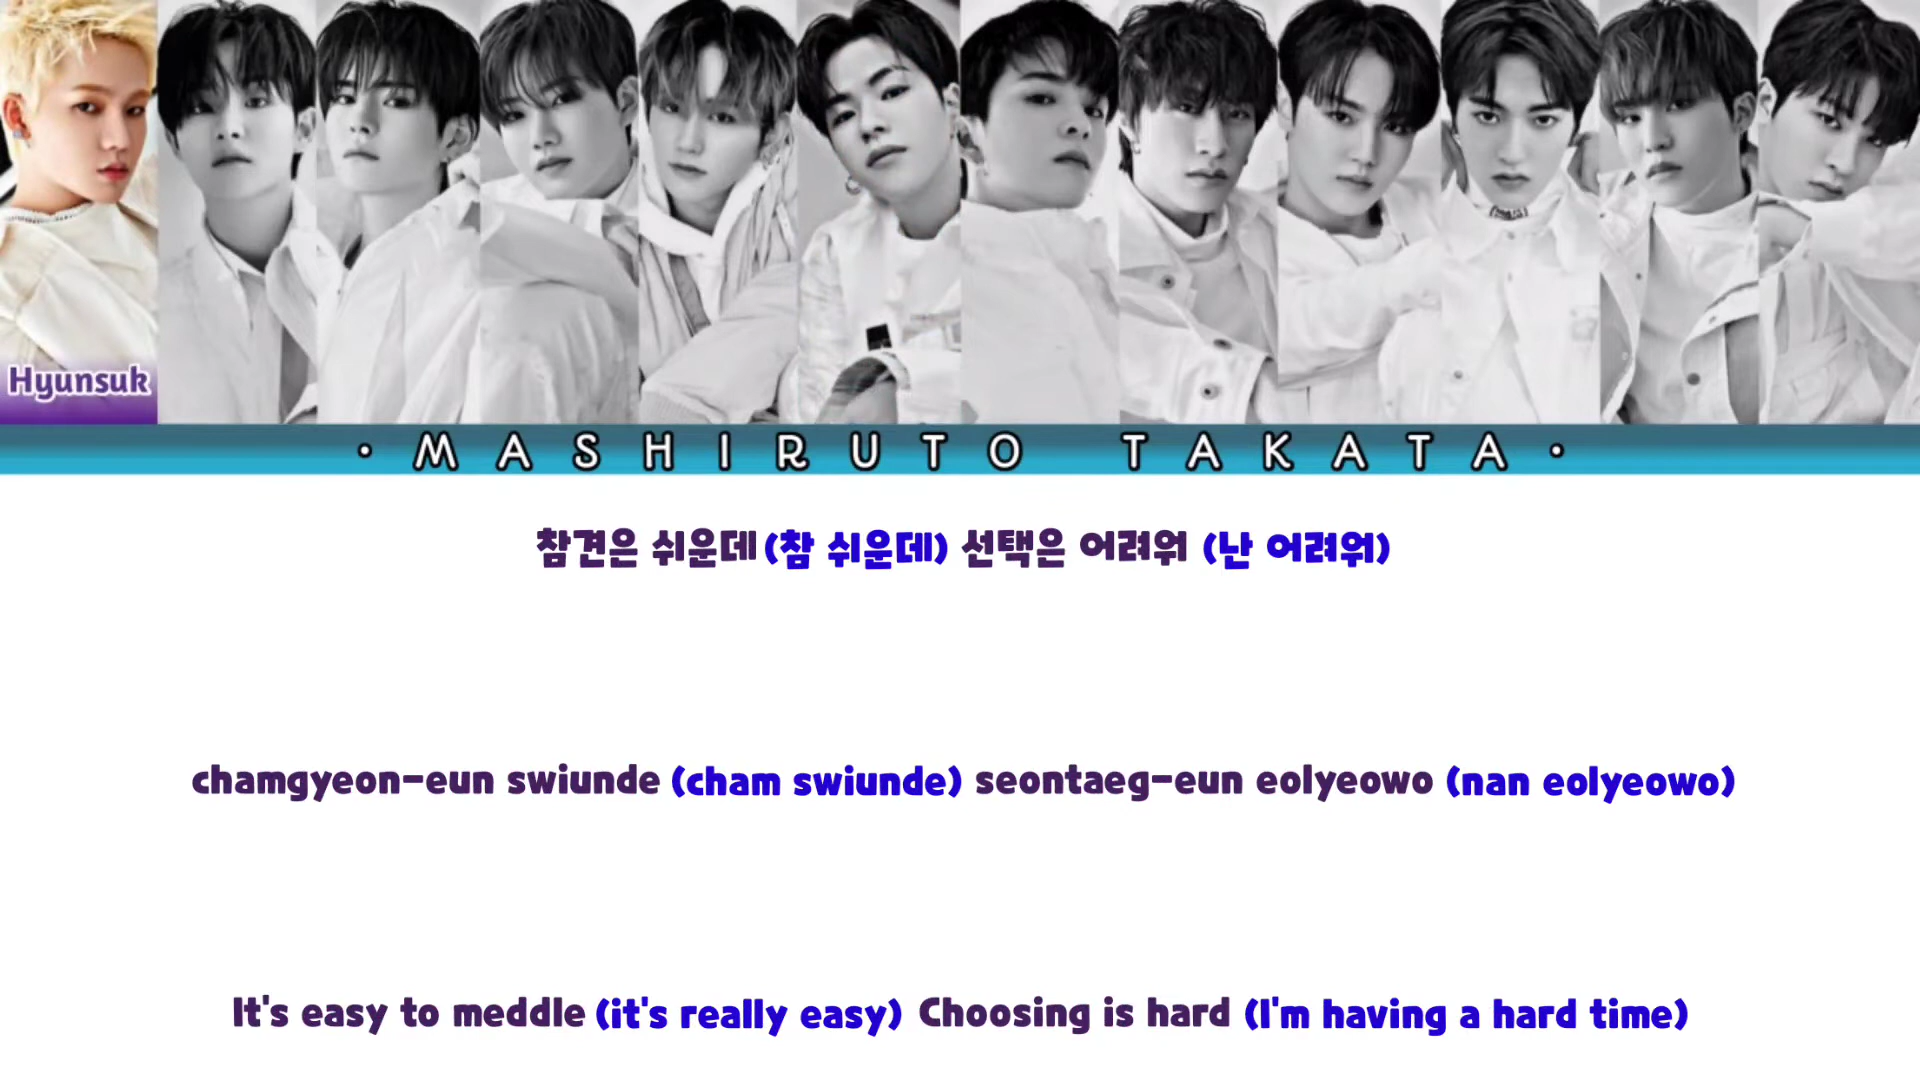 Hyunsuk
· MASHIRUTO TAKATA ·
참견은 쉬운데 (참 쉬운데) 선택은 어려워 (난 어려워)
chamgyeon-eun swiunde (cham swiunde) seontaeg-eun eolyeowo (nan eolyeowo)
It's easy to meddle (it's really easy) Choosing is hard (I'm having a hard time)